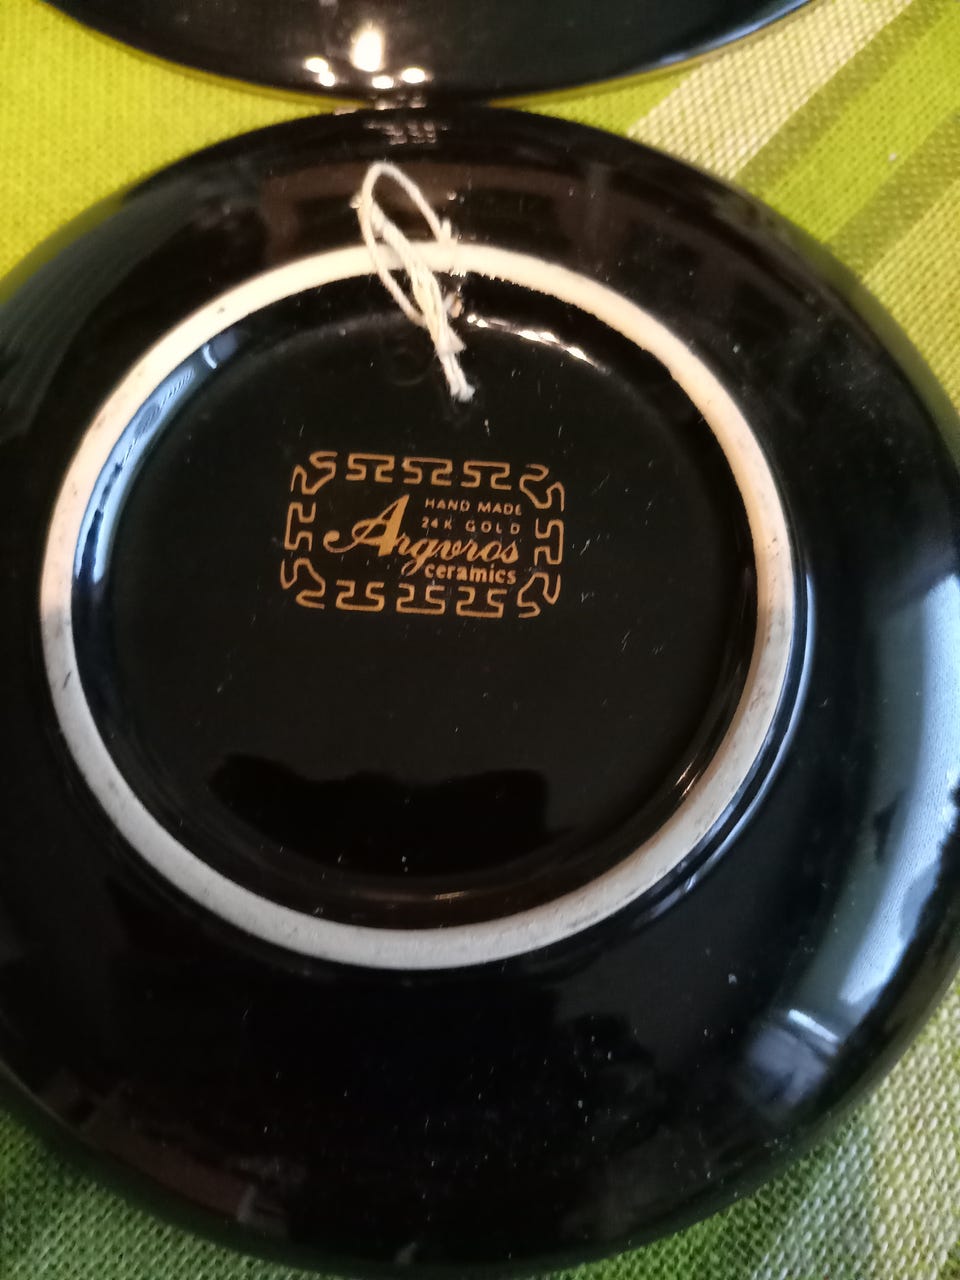 HAND MADE
24K GOLD
Argyros
ceramics